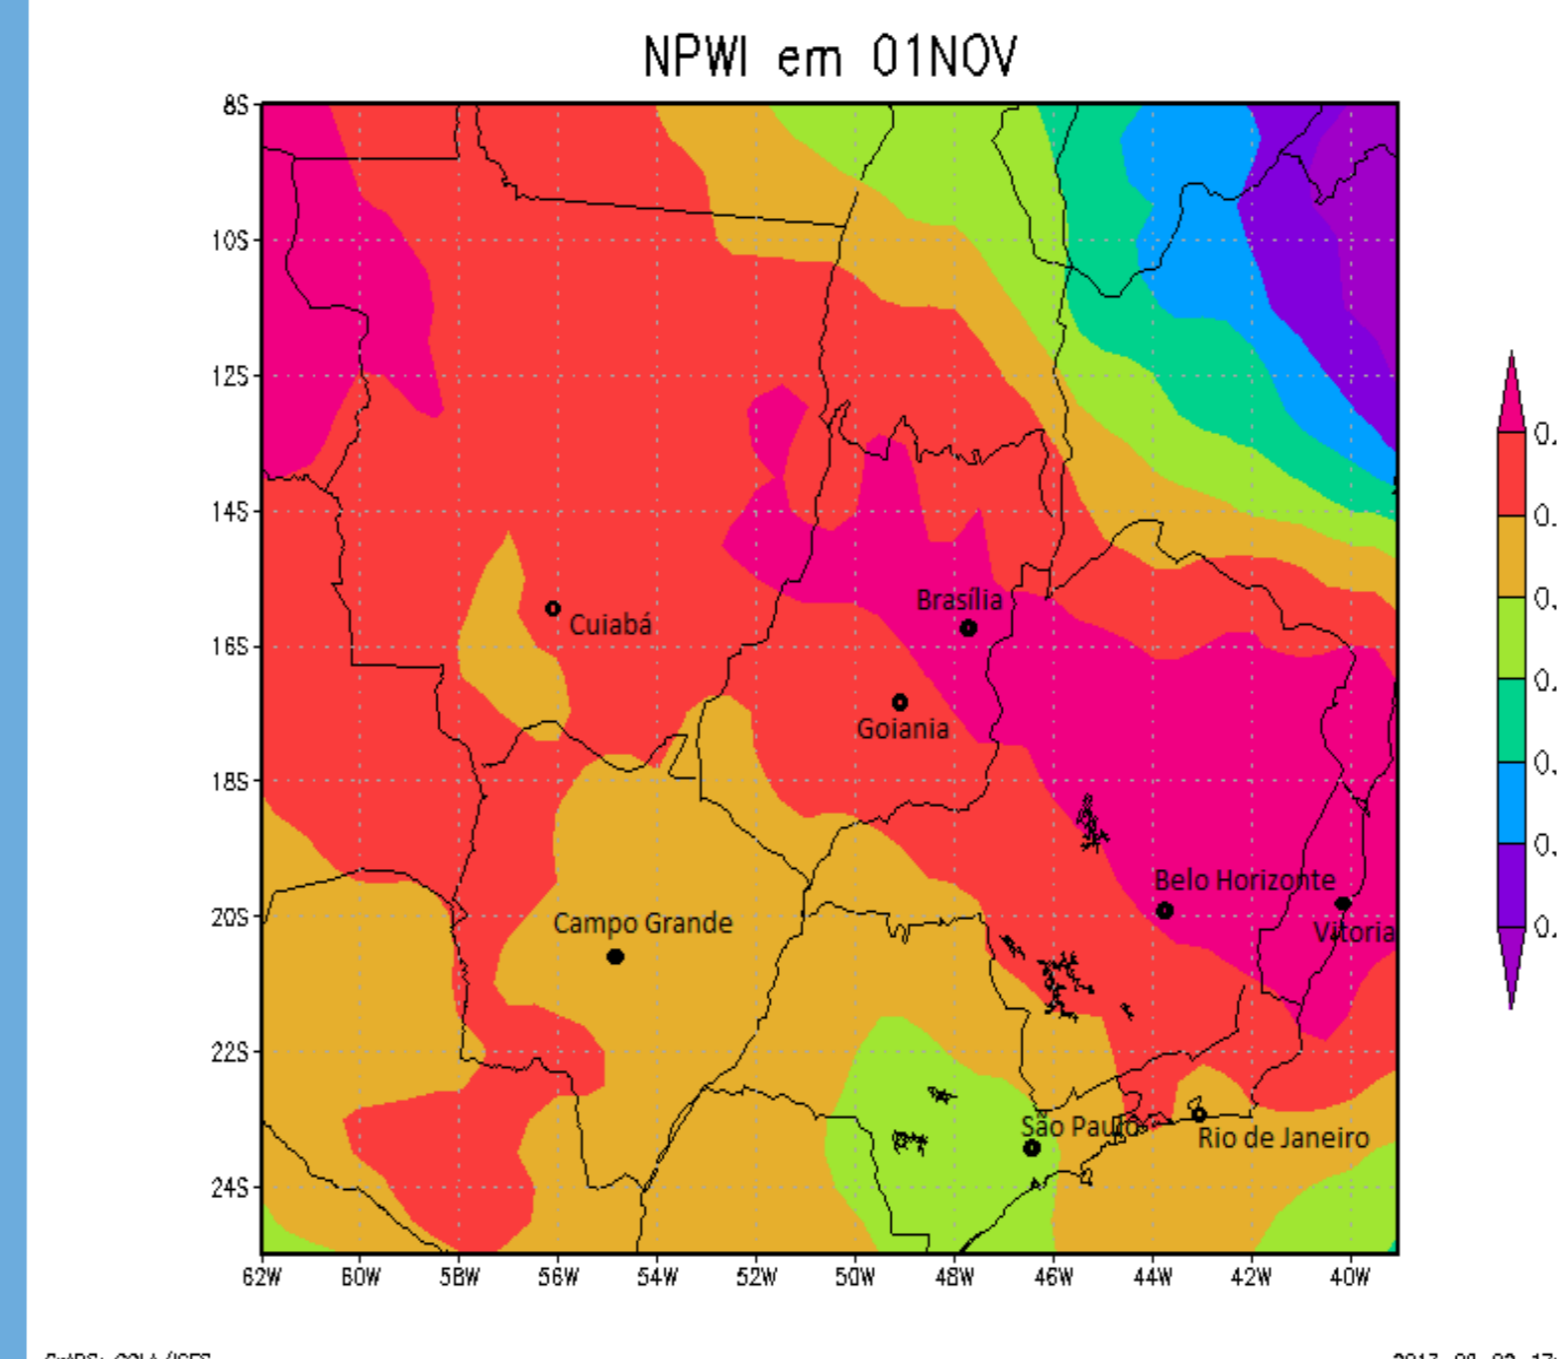 NPWI em 01NOV
8S
10S
12S
14S
16S
18S
20S
22S
24S
Brasília
Cuiabá
Goiania
Belo Horizonte
Campo Grande
Vitoria
São Paulo
Rio de Janeiro
62W 60W 58W 56W 54W 52W 50W 48W 46W 44W 42W 40W
0.
0.
0.
0.
0.
0.
0.